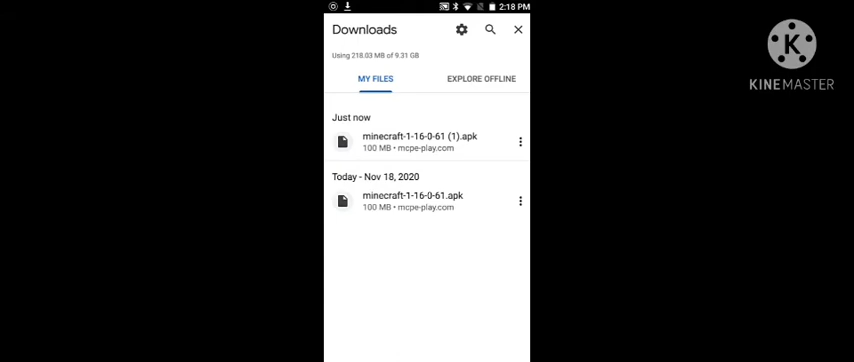 2:18 PM
Downloads
Using 218.03 MB of 9.31 GB
MY FILES
EXPLORE OFFLINE
Just now
minecraft-1-16-0-61 (1).apk
100 MB • mcpe-play.com
Today - Nov 18, 2020
minecraft-1-16-0-61.apk
100 MB • mcpe-play.com
K
KINEMASTER